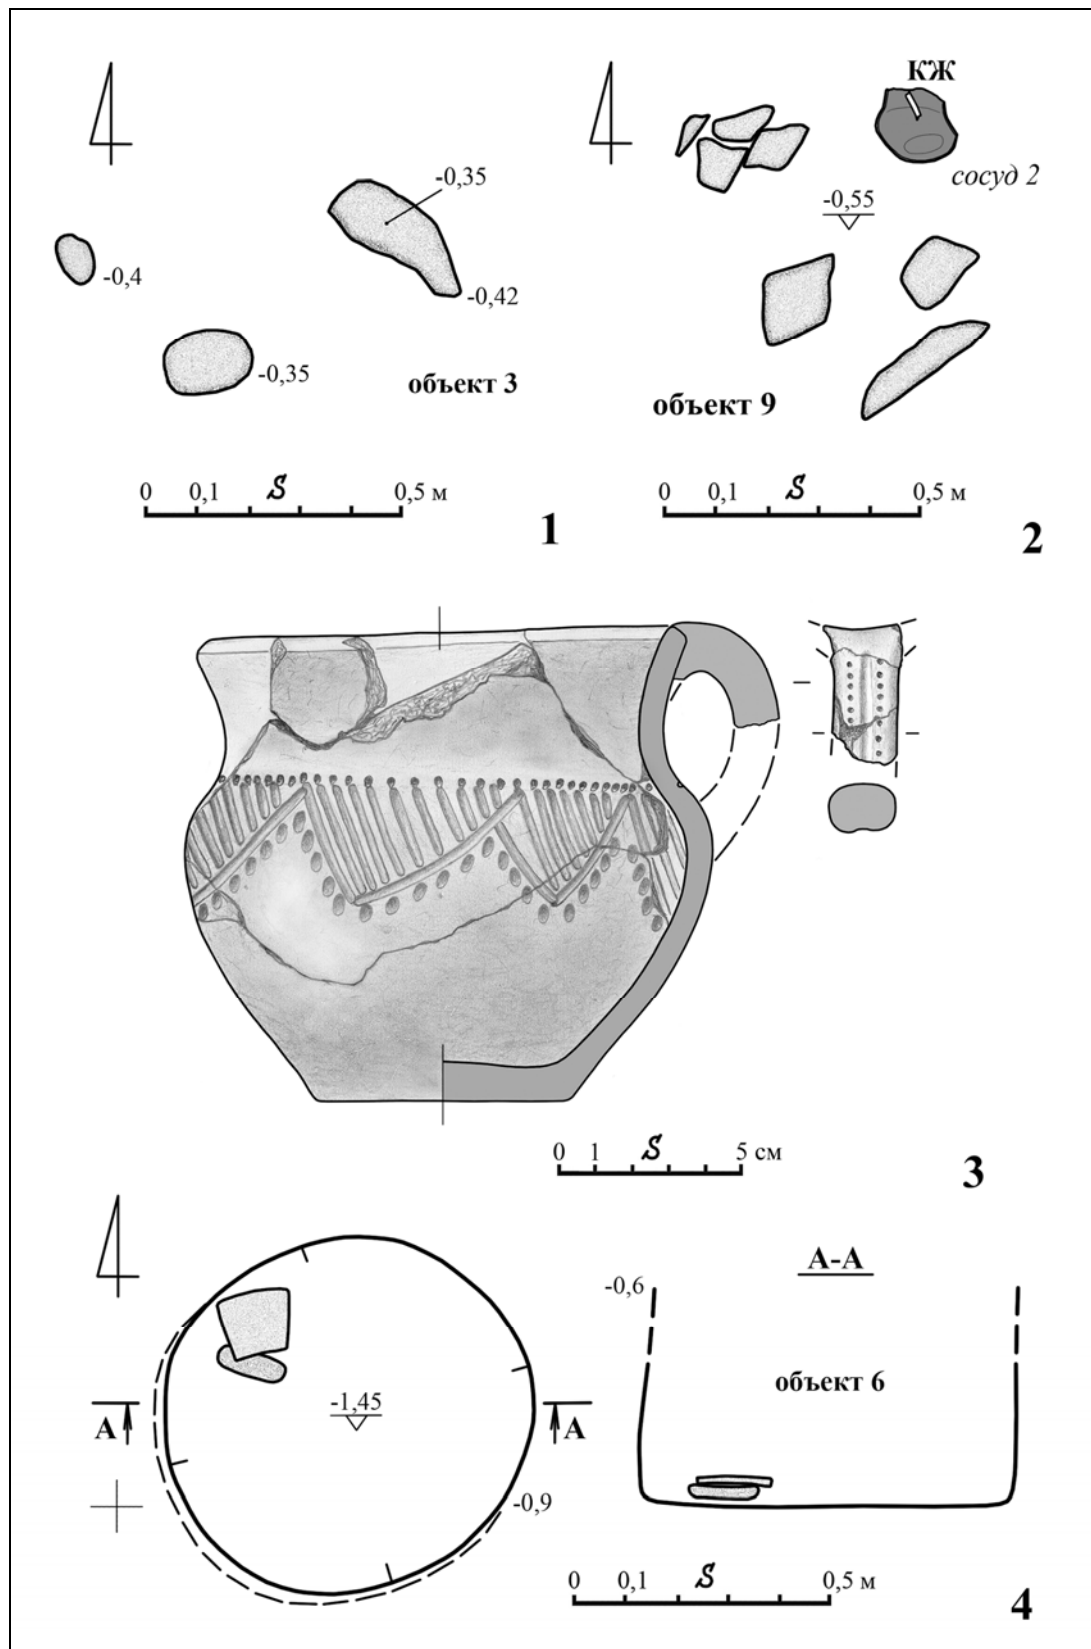 КЖ
сосуд 2
-0,35
-0,4
-0,42
-0,35
объект 3
-0,55
объект 9
0 0,1 S 0,5 м
1
0 0,1 S 0,5 м
2
0 1 S 5 см
3
А-А
-0,6
объект 6
-1,45
А А
-0,9
0 0,1 S 0,5 м
4